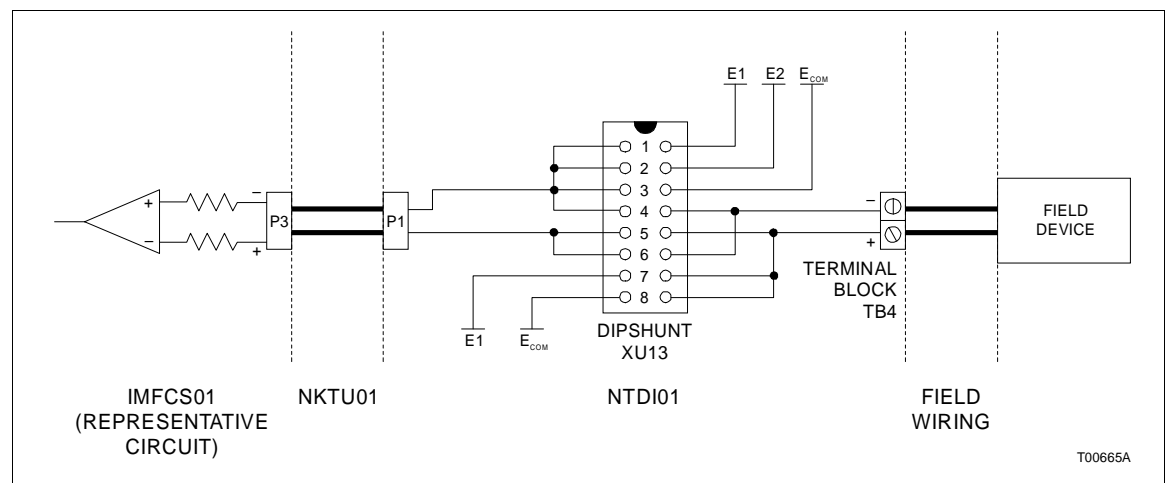 E1 E2 ECOM
1
2
3
4
5
6
7
8
+
−
−
+
P3
P1
−
+
TERMINAL
BLOCK
TB4
FIELD
DEVICE
E1 ECOM
DIPSHUNT
XU13
IMFCS01
(REPRESENTATIVE
CIRCUIT)
NKTU01
NTDI01
FIELD
WIRING
T00665A